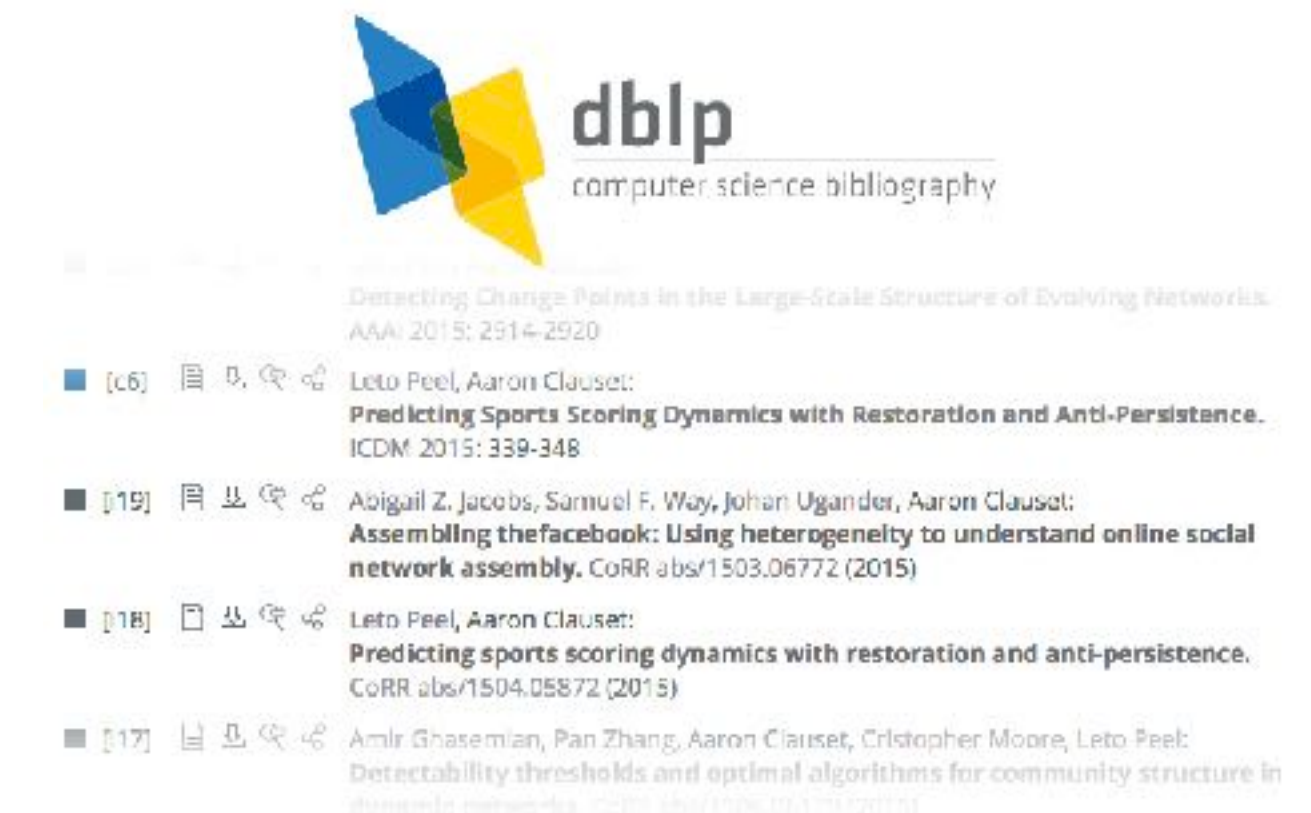 dblp
computer science bibliography
Detecting Change Points in the Large-Scale Structure of Evolving Networks.
AAAI 2015: 2914-2920
[c6] Leto Peel, Aaron Clauset:
Predicting Sports Scoring Dynamics with Restoration and Anti-Persistence.
ICDM 2015: 339-348
[i19] Abigail Z. Jacobs, Samuel F. Way, Johan Ugander, Aaron Clauset:
Assembling thefacebook: Using heterogeneity to understand online social
network assembly. CoRR abs/1503.06772 (2015)
[i18] Leto Peel, Aaron Clauset:
Predicting sports scoring dynamics with restoration and anti-persistence.
CoRR abs/1504.05872 (2015)
[i17] Amir Ghasemian, Pan Zhang, Aaron Clauset, Cristopher Moore, Leto Peel:
Detectability thresholds and optimal algorithms for community structure in
dynamic networks.